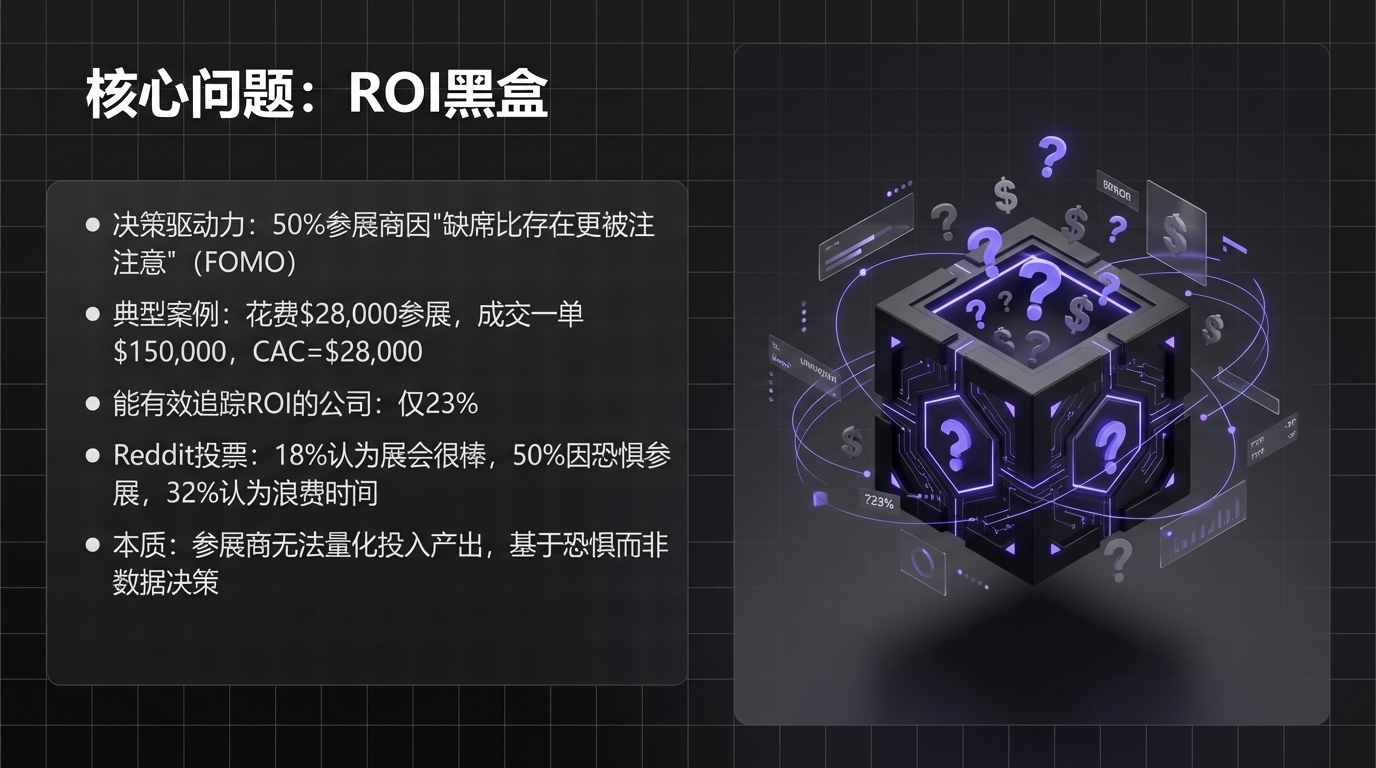 核心问题：ROI黑盒
● 决策驱动力：50%参展商因"缺席比存在更被注
注意"（FOMO）
● 典型案例：花费$28,000参展，成交一单
$150,000，CAC=$28,000
● 能有效追踪ROI的公司：仅23%
● Reddit投票：18%认为展会很棒，50%因恐惧参
展，32%认为浪费时间
● 本质：参展商无法量化投入产出，基于恐惧而非
数据决策
?23%